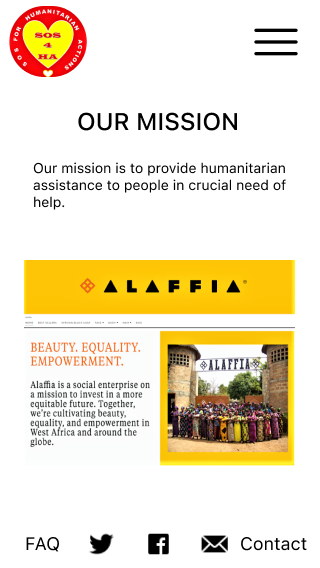 SOS FOR HUMANITARIAN ACTIONS
SOS
4
HA
OUR MISSION
Our mission is to provide humanitarian
assistance to people in crucial need of
help.
ALAFFIA®
BEAUTY. EQUALITY.
EMPOWERMENT.
Alaffia is a social enterprise on
a mission to invest in a more
equitable future. Together,
we're cultivating beauty,
equality, and empowerment in
West Africa and around the
globe.
ALAFFIA
FAQ
Contact